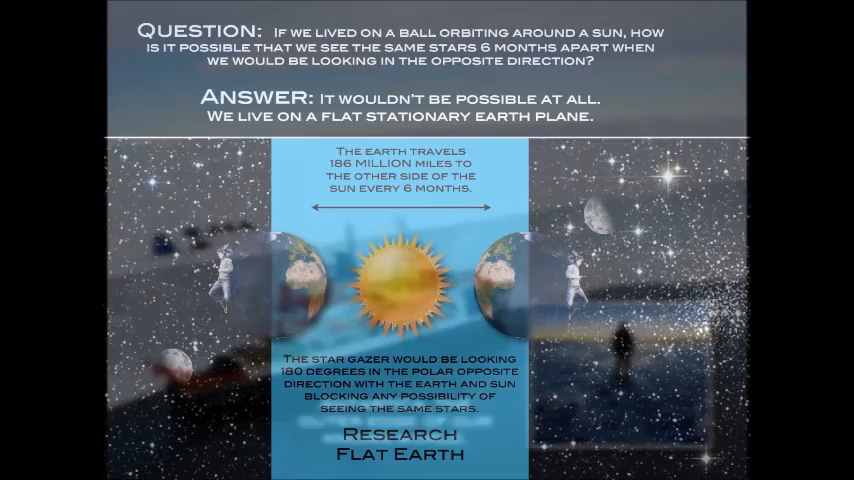 QUESTION: IF WE LIVED ON A BALL ORBITING AROUND A SUN, HOW
IS IT POSSIBLE THAT WE SEE THE SAME STARS 6 MONTHS APART WHEN
WE WOULD BE LOOKING IN THE OPPOSITE DIRECTION?
ANSWER: IT WOULDN'T BE POSSIBLE AT ALL.
WE LIVE ON A FLAT STATIONARY EARTH PLANE.
THE EARTH TRAVELS
186 MILLION MILES TO
THE OTHER SIDE OF THE
SUN EVERY 6 MONTHS.
THE STAR GAZER WOULD BE LOOKING
180 DEGREES IN THE POLAR OPPOSITE
DIRECTION WITH THE EARTH AND SUN
BLOCKING ANY POSSIBILITY OF
SEEING THE SAME STARS.
RESEARCH
FLAT EARTH